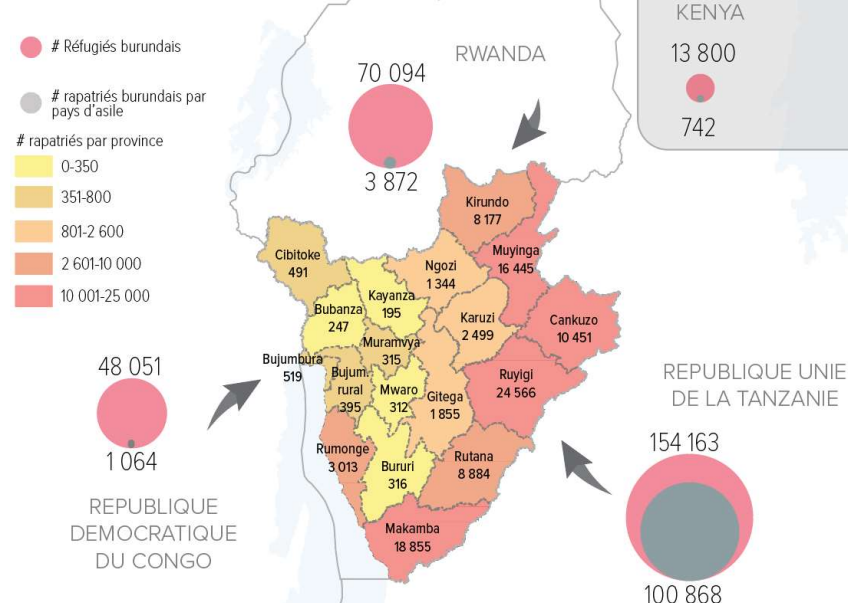 # Réfugiés burundais
# rapatriés burundais par
pays d'asile
# rapatriés par province
0-350
351-800
801-2 600
2 601-10 000
10 001-25 000
RWANDA
70 094
3 872
KENYA
13 800
742
Kirundo
8 177
Muyinga
16 445
Cibitoke
491
Ngozi
1 344
Kayanza
195
Bubanza
247
Karuzi
2 499
Cankuzo
10 451
Muramvya
315
Bujumbura
519
Bujum.
rural
395
Mwaro
312
Gitega
1 855
Ruyigi
24 566
Rumonge
3 013
Bururi
316
Rutana
8 884
Makamba
18 855
48 051
1 064
REPUBLIQUE
DEMOCRATIQUE
DU CONGO
REPUBLIQUE UNIE
DE LA TANZANIE
154 163
100 868